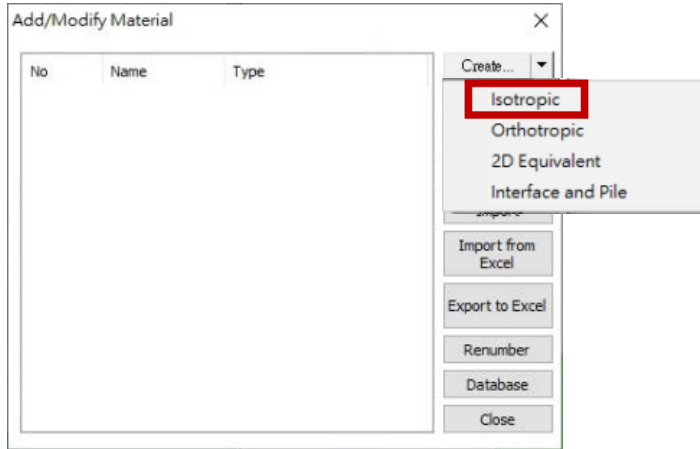 Add/Modify Material
No Name Type
Create...
Isotropic
Orthotropic
2D Equivalent
Interface and Pile
Import from
Excel
Export to Excel
Renumber
Database
Close